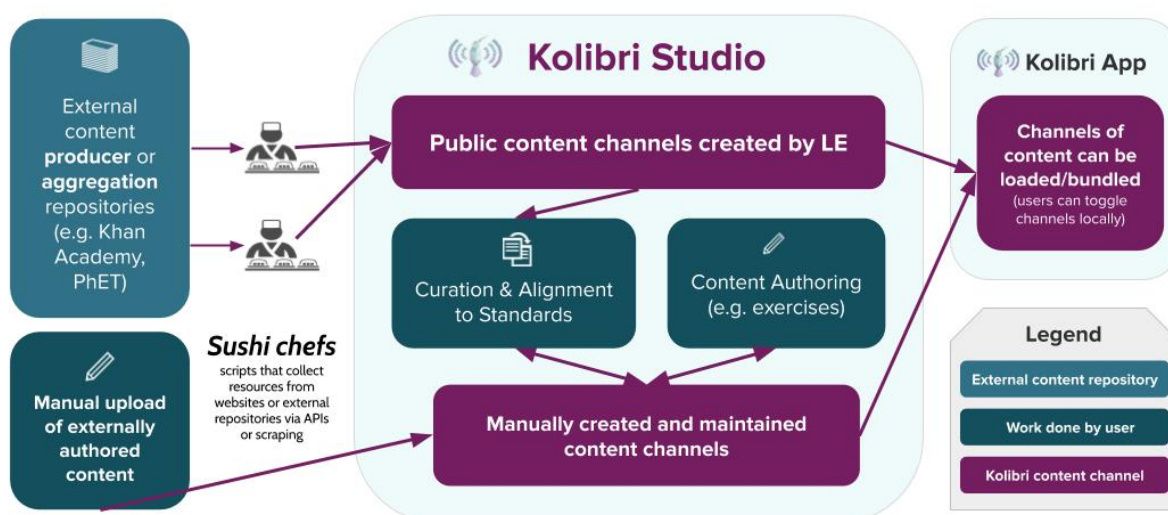 External
content
producer or
aggregation
repositories
(e.g. Khan
Academy,
PhET)
Manual upload
of externally
authored
content
Sushi chefs
scripts that collect
resources from
websites or external
repositories via APIs
or scraping
Kolibri Studio
Public content channels created by LE
Curation & Alignment
to Standards
Content Authoring
(e.g. exercises)
Manually created and maintained
content channels
Kolibri App
Channels of
content can be
loaded/bundled
(users can toggle
channels locally)
Legend
External content repository
Work done by user
Kolibri content channel